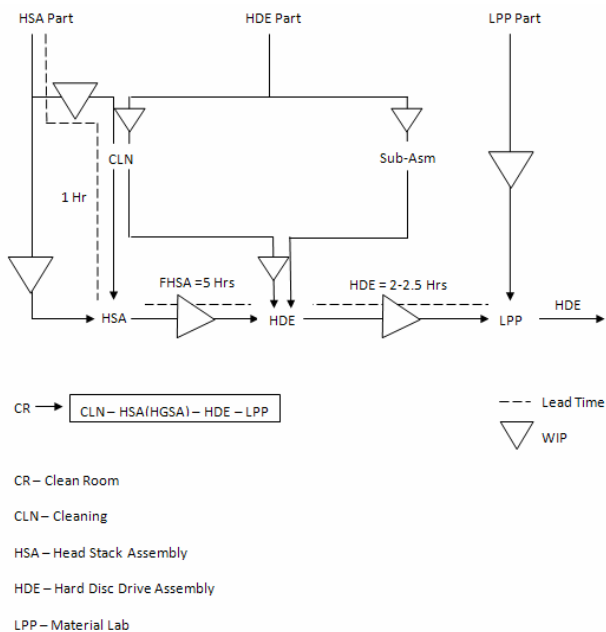 HSA Part
HDE Part
LPP Part
CLN
Sub-Asm
1 Hr
FHSA =5 Hrs
HDE = 2-2.5 Hrs
HDE
HSA
HDE
LPP
CR
CLN – HSA(HGSA) – HDE – LPP
Lead Time
WIP
CR – Clean Room
CLN – Cleaning
HSA – Head Stack Assembly
HDE – Hard Disc Drive Assembly
LPP – Material Lab